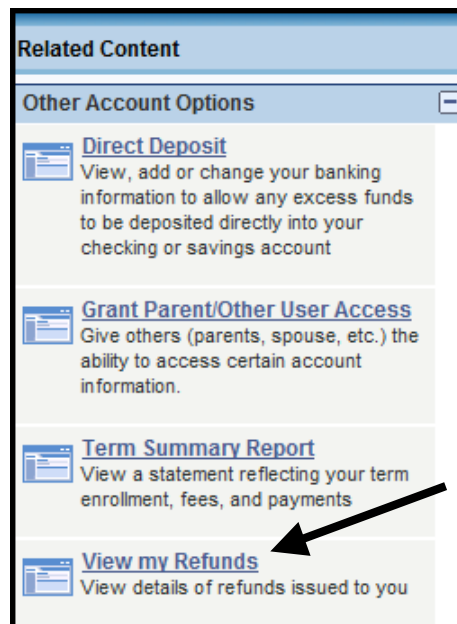 Related Content
Other Account Options
Direct Deposit
View, add or change your banking
information to allow any excess funds
to be deposited directly into your
checking or savings account
Grant Parent/Other User Access
Give others (parents, spouse, etc.) the
ability to access certain account
information.
Term Summary Report
View a statement reflecting your term
enrollment, fees, and payments
View my Refunds
View details of refunds issued to you